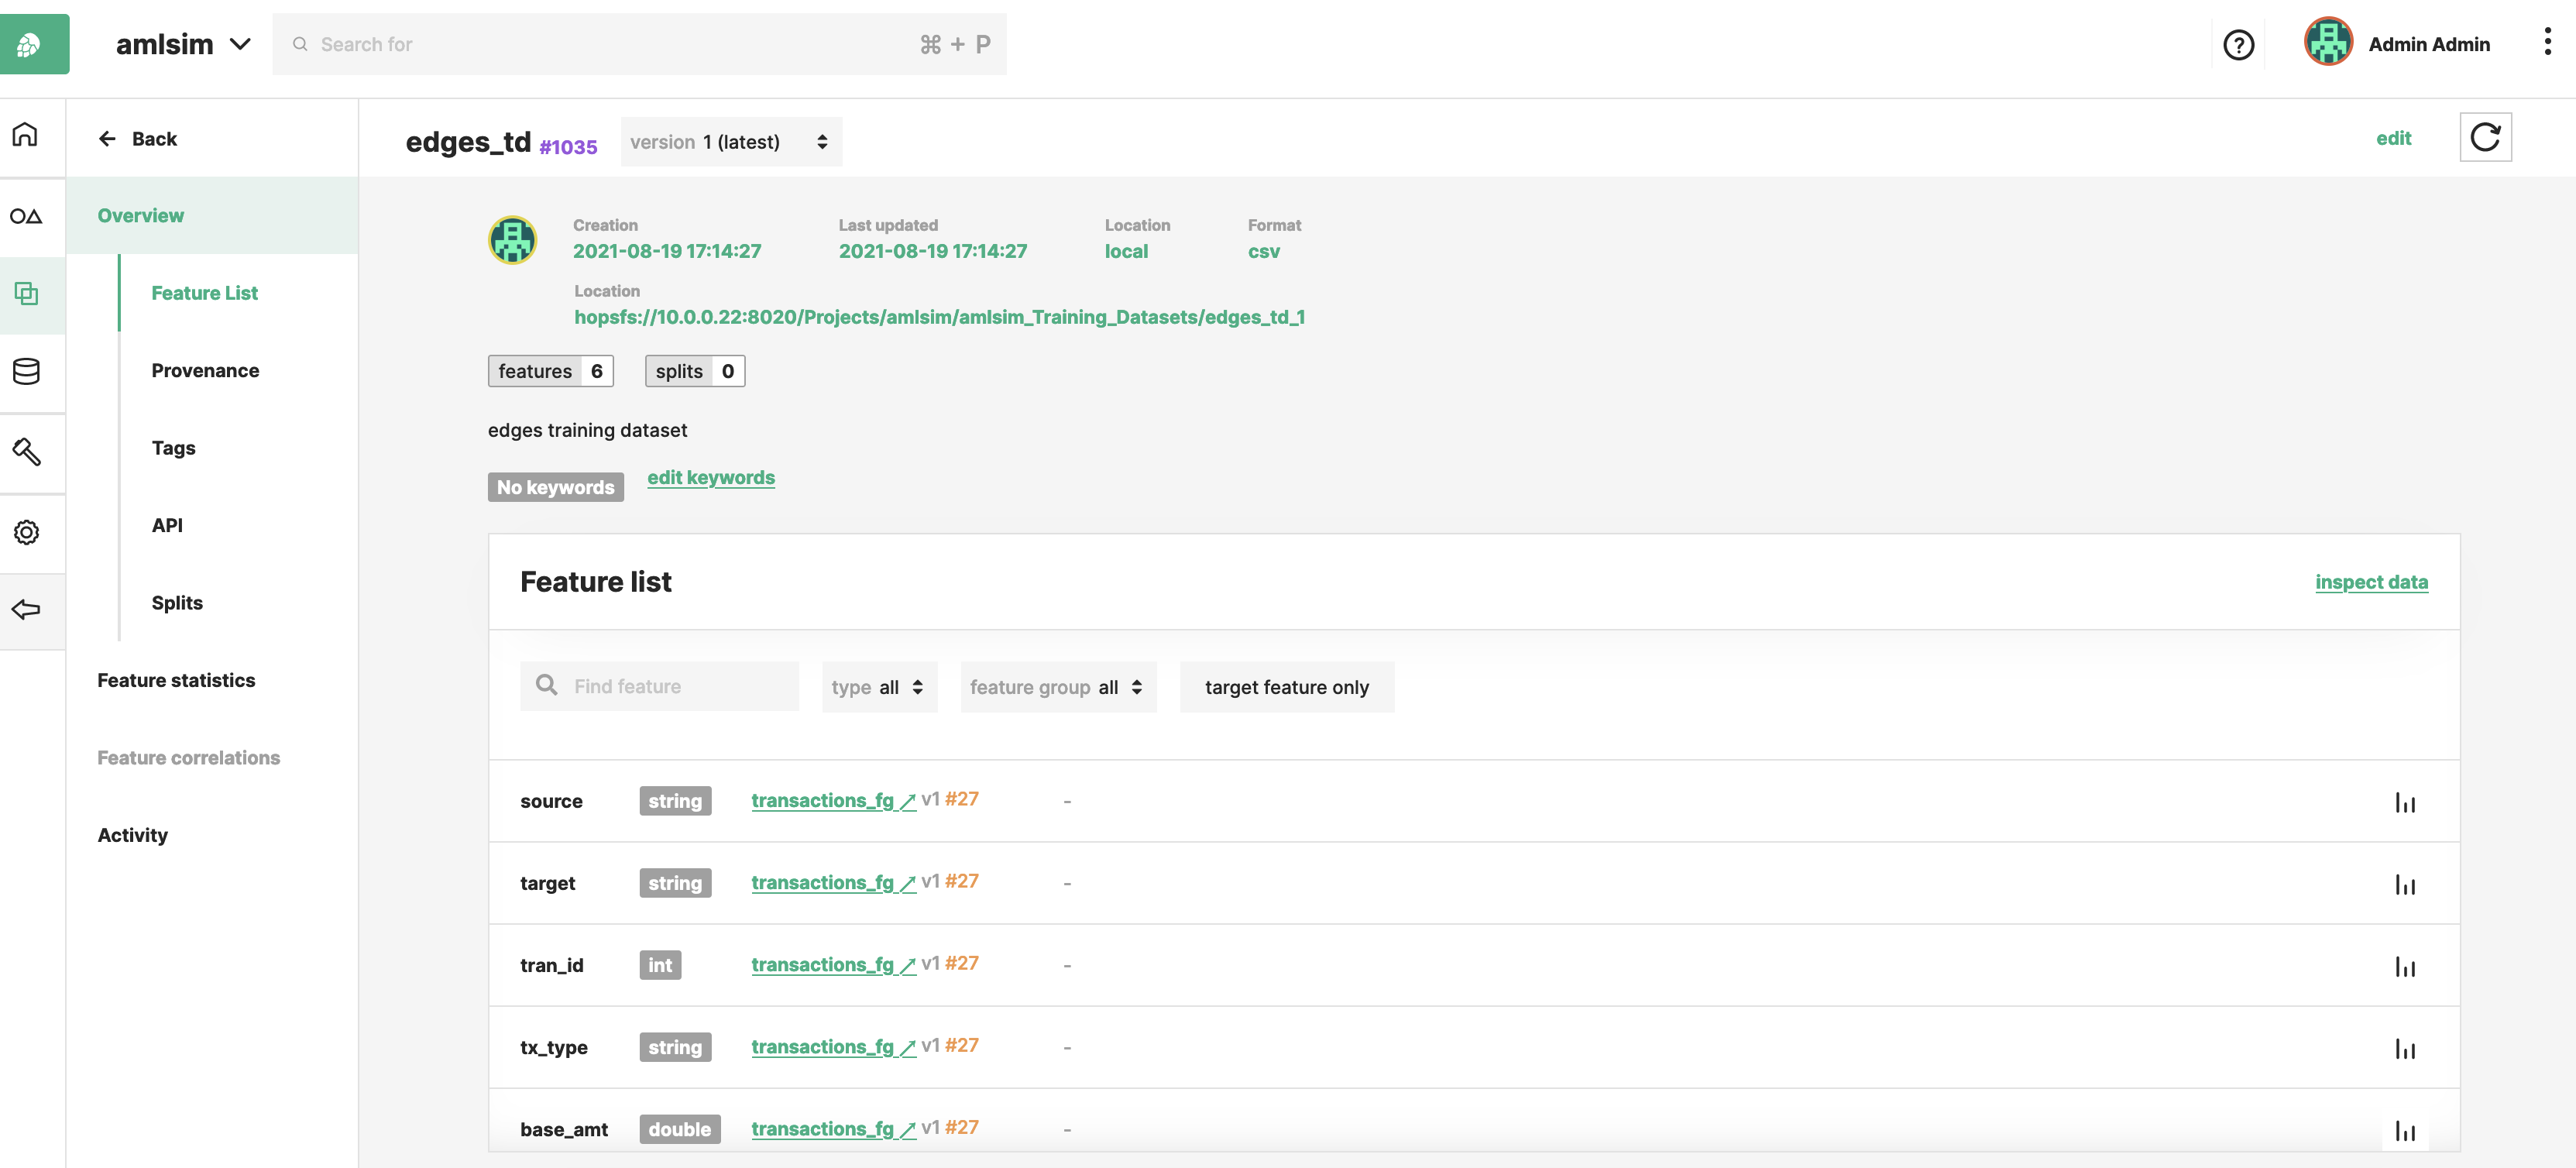 amlsim
Search for ⌘ + P
Admin Admin
Back
Overview
Feature List
Provenance
Tags
API
Splits
Feature statistics
Feature correlations
Activity
edges_td #1035 version 1 (latest)
edit
Creation Last updated Location Format
2021-08-19 17:14:27 2021-08-19 17:14:27 local csv
Location
hopsfs://10.0.0.22:8020/Projects/amlsim/amlsim_Training_Datasets/edges_td_1
features 6 splits 0
edges training dataset
No keywords edit keywords
Feature list inspect data
Find feature type all feature group all target feature only
source string transactions_fg v1 #27 -
target string transactions_fg v1 #27 -
tran_id int transactions_fg v1 #27 -
tx_type string transactions_fg v1 #27 -
base_amt double transactions_fg v1 #27 -